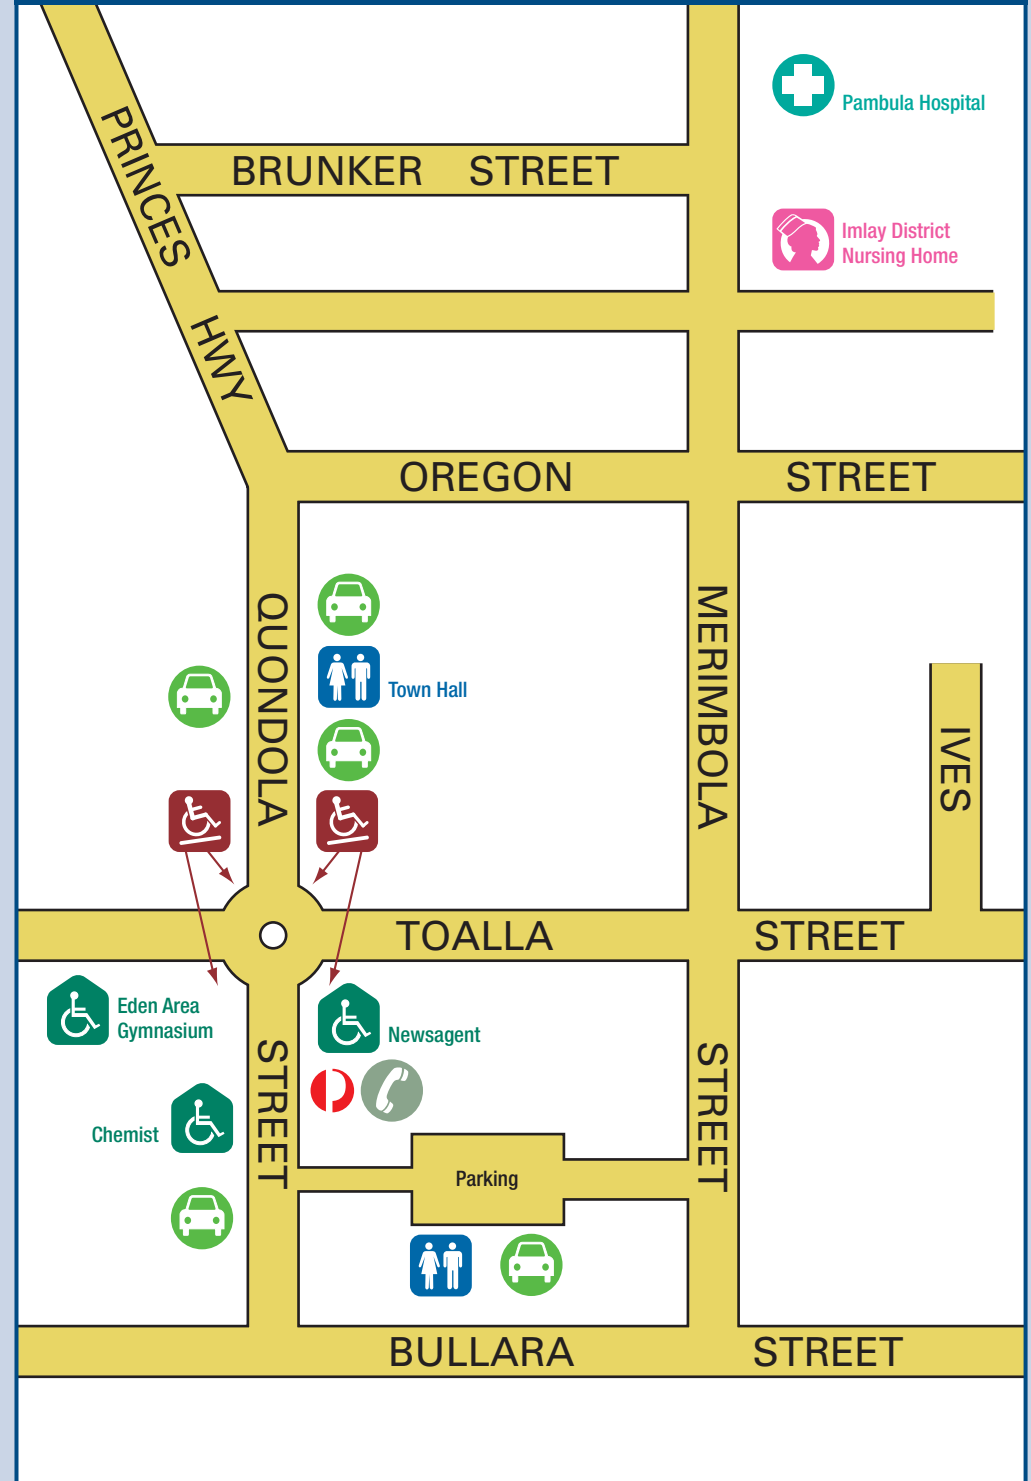 Pambula Hospital
PRINCES HWY
BRUNKER STREET
Imlay District
Nursing Home
OREGON STREET
QUONDOLA STREET
MERIMBOLA STREET
Town Hall
IVES
TOALLA STREET
Eden Area
Gymnasium
Newsagent
Chemist
Parking
BULLARA STREET